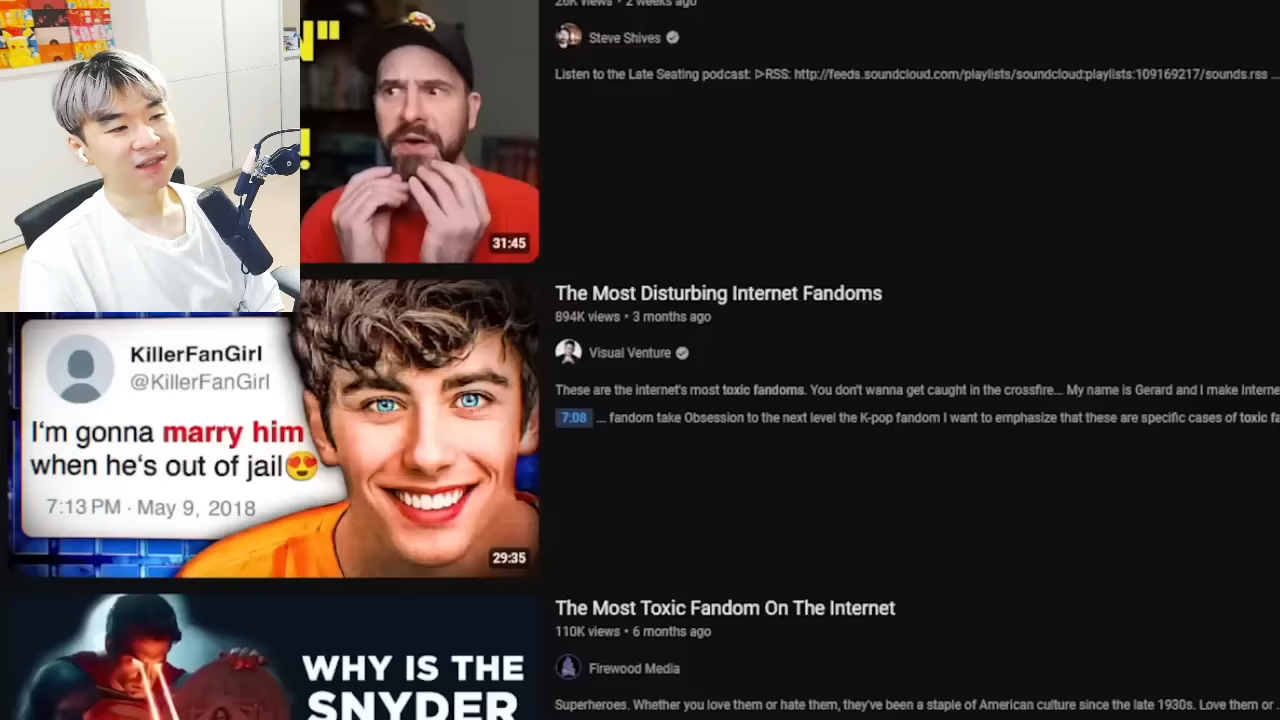 "
!
31:45
26K views • 2 weeks ago
Steve Shives
Listen to the Late Seating podcast: ▷RSS: http://feeds.soundcloud.com/playlists/soundcloud:playlists:109169217/sounds.rss ...
KillerFanGirl
@KillerFanGirl
I'm gonna marry him
when he's out of jail😍
7:13 PM · May 9, 2018
29:35
The Most Disturbing Internet Fandoms
894K views • 3 months ago
Visual Venture
These are the internet's most toxic fandoms. You don't wanna get caught in the crossfire... My name is Gerard and I make Interne
7:08 ... fandom take Obsession to the next level the K-pop fandom I want to emphasize that these are specific cases of toxic fa
WHY IS THE
SNYDER
The Most Toxic Fandom On The Internet
110K views • 6 months ago
Firewood Media
Superheroes. Whether you love them or hate them, they've been a staple of American culture since the late 1930s. Love them or